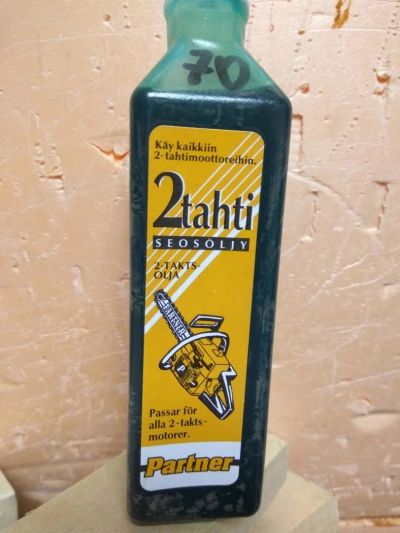 70
Käy kaikkiin
2-tahtimoottoreihin.
2tahti
SEOSÖLJY
2-TAKTS-
OLJA
PARTNER
P
Passar för
alla 2-takts-
motorer.
Partner